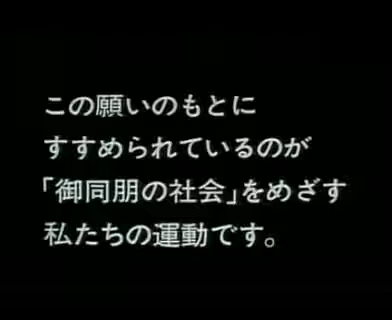 この願いのもとに
すすめられているのが
「御同朋の社会」をめざす
私たちの運動です。